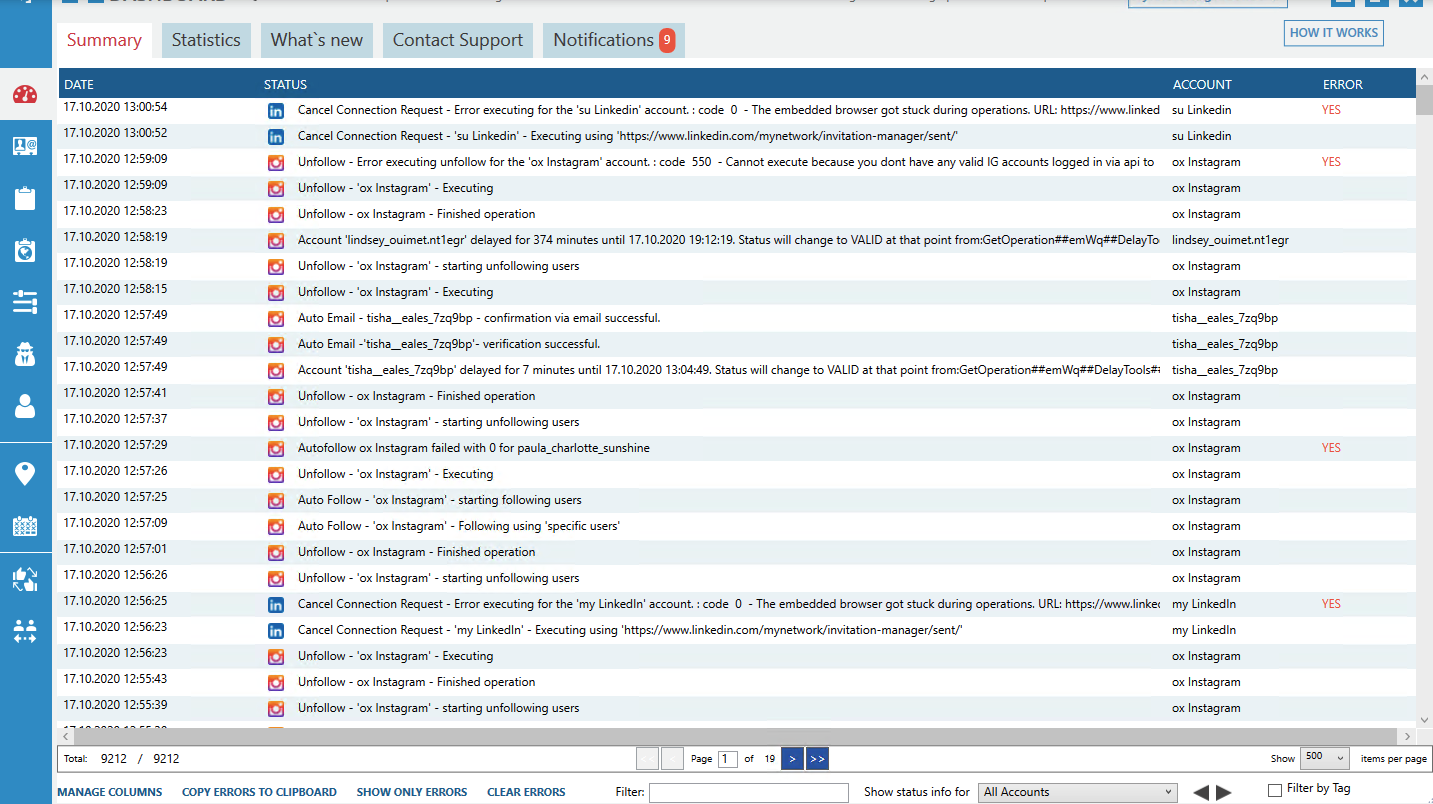 Summary Statistics What`s new Contact Support Notifications 9 HOW IT WORKS
DATE STATUS ACCOUNT ERROR
17.10.2020 13:00:54 Cancel Connection Request - Error executing for the 'su Linkedin' account. : code 0 - The embedded browser got stuck during operations. URL: https://www.linked su Linkedin YES
17.10.2020 13:00:52 Cancel Connection Request - 'su Linkedin' - Executing using 'https://www.linkedin.com/mynetwork/invitation-manager/sent/' su Linkedin
17.10.2020 12:59:09 Unfollow - Error executing unfollow for the 'ox Instagram' account. : code 550 - Cannot execute because you dont have any valid IG accounts logged in via api to ox Instagram YES
17.10.2020 12:59:09 Unfollow - 'ox Instagram' - Executing ox Instagram
17.10.2020 12:58:23 Unfollow - ox Instagram - Finished operation ox Instagram
17.10.2020 12:58:19 Account 'lindsey_ouimet.nt1egr' delayed for 374 minutes until 17.10.2020 19:12:19. Status will change to VALID at that point from:GetOperation##emWq##DelayTo lindsey_ouimet.nt1egr
17.10.2020 12:58:19 Unfollow - 'ox Instagram' - starting unfollowing users ox Instagram
17.10.2020 12:58:15 Unfollow - 'ox Instagram' - Executing ox Instagram
17.10.2020 12:57:49 Auto Email - tisha__eales_7zq9bp - confirmation via email successful. tisha__eales_7zq9bp
17.10.2020 12:57:49 Auto Email -'tisha__eales_7zq9bp'- verification successful. tisha__eales_7zq9bp
17.10.2020 12:57:49 Account 'tisha__eales_7zq9bp' delayed for 7 minutes until 17.10.2020 13:04:49. Status will change to VALID at that point from:GetOperation##emWq##DelayTools## tisha__eales_7zq9bp
17.10.2020 12:57:41 Unfollow - ox Instagram - Finished operation ox Instagram
17.10.2020 12:57:37 Unfollow - 'ox Instagram' - starting unfollowing users ox Instagram
17.10.2020 12:57:29 Autofollow ox Instagram failed with 0 for paula_charlotte_sunshine ox Instagram YES
17.10.2020 12:57:26 Unfollow - 'ox Instagram' - Executing ox Instagram
17.10.2020 12:57:25 Auto Follow - 'ox Instagram' - starting following users ox Instagram
17.10.2020 12:57:09 Auto Follow - 'ox Instagram' - Following using 'specific users' ox Instagram
17.10.2020 12:57:01 Unfollow - ox Instagram - Finished operation ox Instagram
17.10.2020 12:56:26 Unfollow - 'ox Instagram' - starting unfollowing users ox Instagram
17.10.2020 12:56:25 Cancel Connection Request - Error executing for the 'my LinkedIn' account. : code 0 - The embedded browser got stuck during operations. URL: https://www.linked my LinkedIn YES
17.10.2020 12:56:23 Cancel Connection Request - 'my LinkedIn' - Executing using 'https://www.linkedin.com/mynetwork/invitation-manager/sent/' my LinkedIn
17.10.2020 12:56:23 Unfollow - 'ox Instagram' - Executing ox Instagram
17.10.2020 12:55:43 Unfollow - ox Instagram - Finished operation ox Instagram
17.10.2020 12:55:39 Unfollow - 'ox Instagram' - starting unfollowing users ox Instagram
Total: 9212 / 9212 << < Page 1 of 19 > >> Show 500 items per page
MANAGE COLUMNS COPY ERRORS TO CLIPBOARD SHOW ONLY ERRORS CLEAR ERRORS Filter: Show status info for All Accounts Filter by Tag